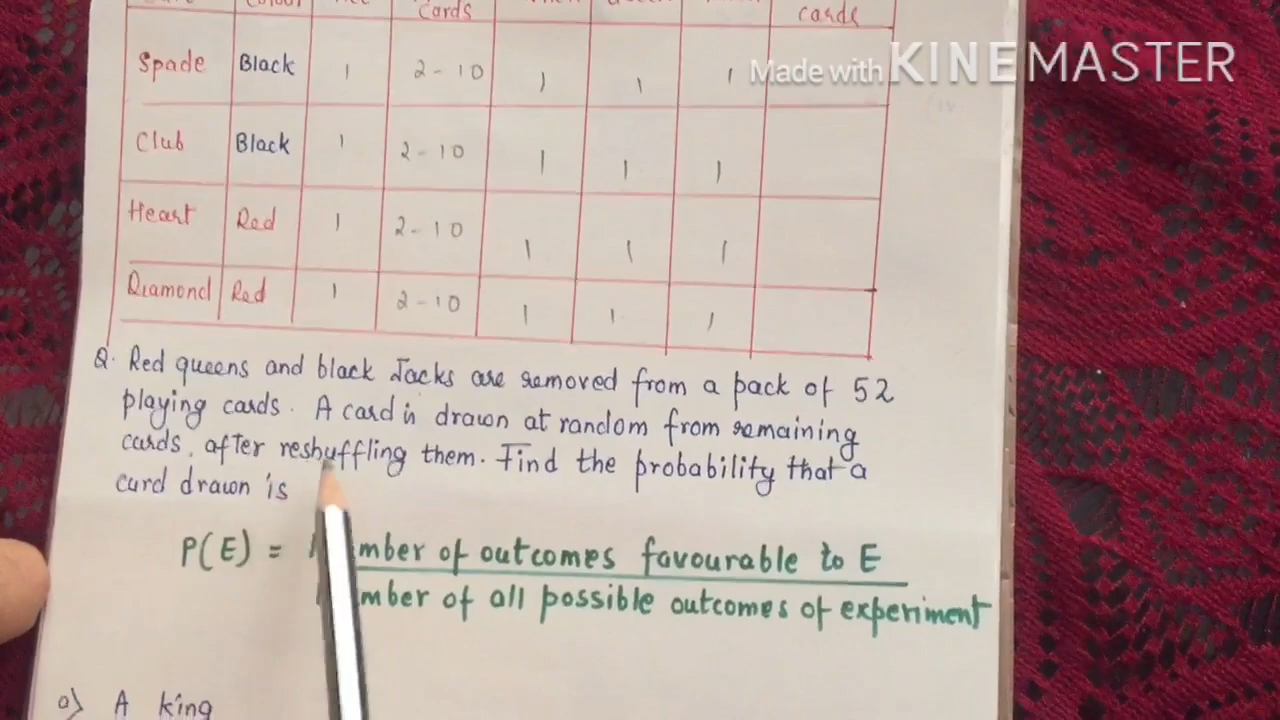 cards
cards
Made with KINEMASTER
Spade Black 1 2-10 1 1 1
Club Black 1 2-10 1 1 1
Heart Red 1 2-10 1 1 1
Diamond Red 1 2-10 1 1 1
Q. Red queens and black Jacks are removed from a pack of 52
playing cards. A card is drawn at random from remaining
cards, after reshuffling them. Find the probability that a
card drawn is
P(E) = mber of outcomes favourable to E
mber of all possible outcomes of experiment
a) A king